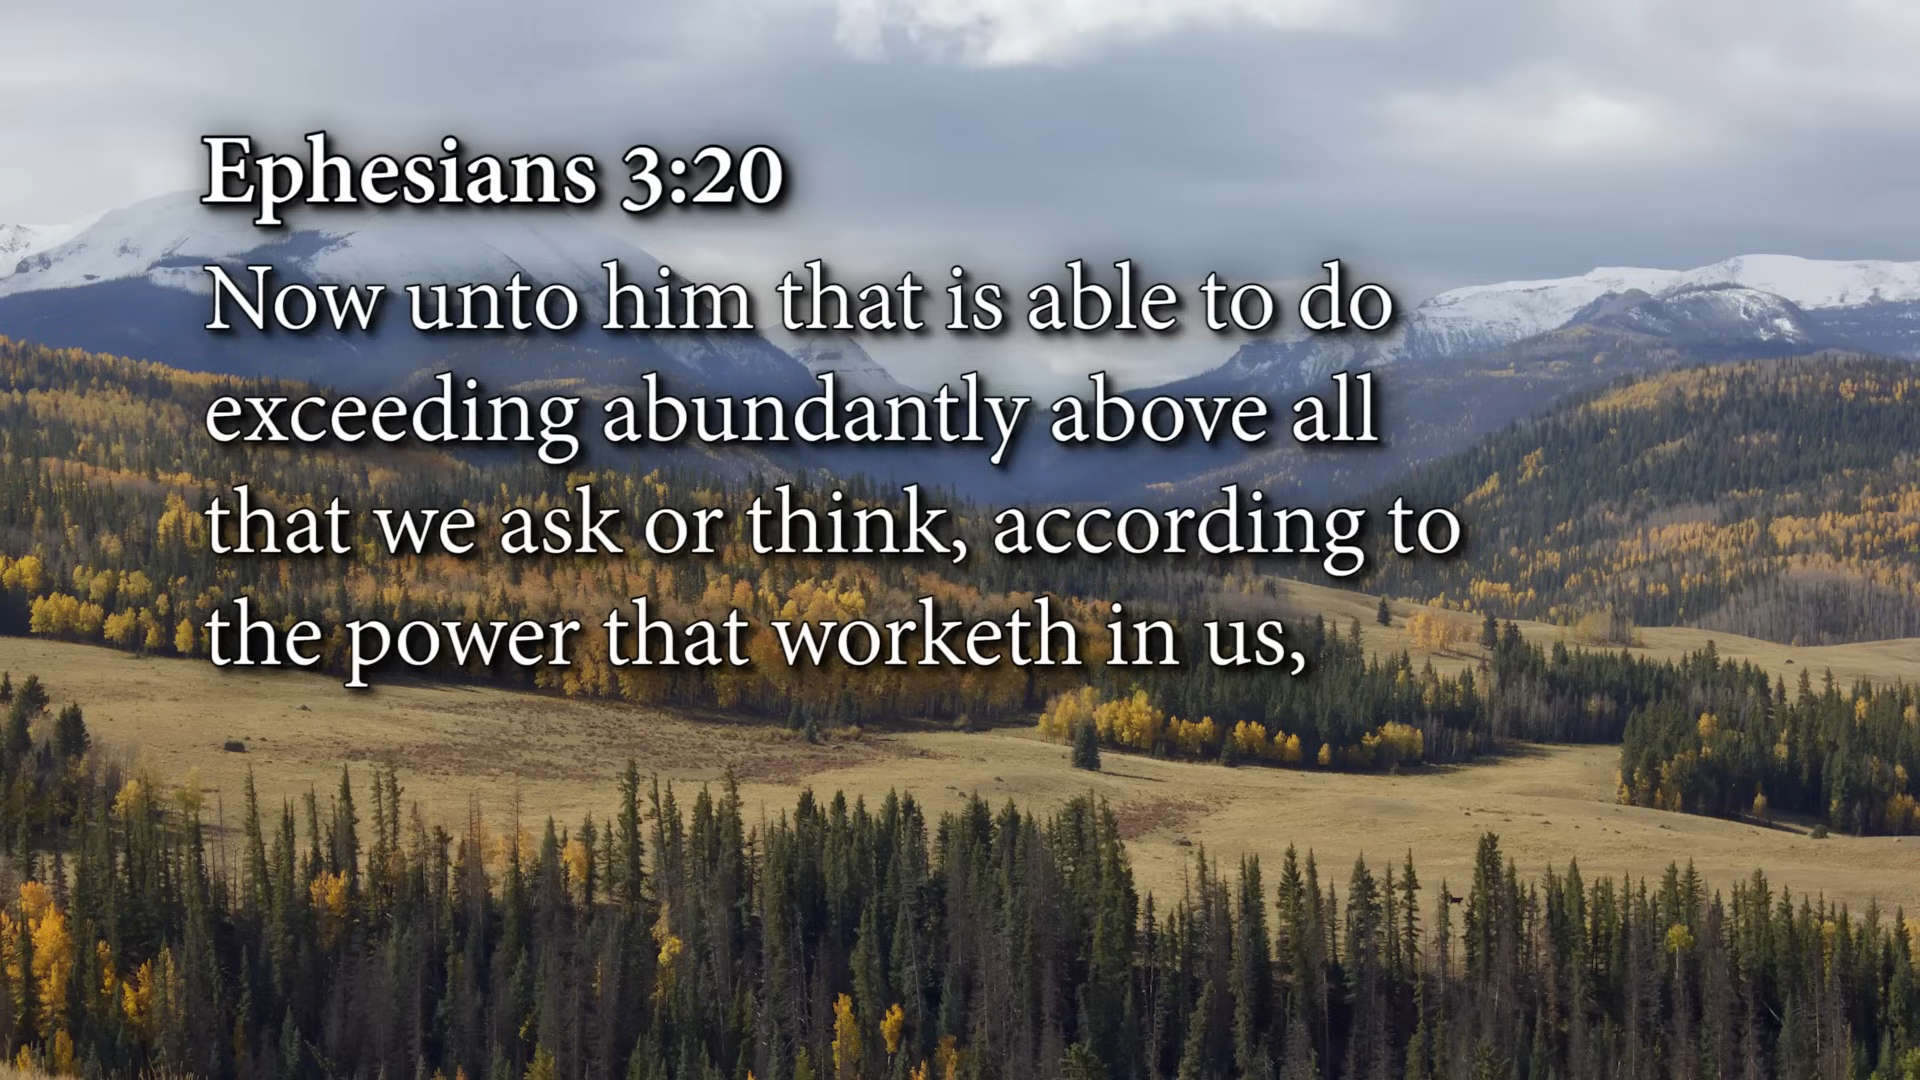 Ephesians 3:20
Now unto him that is able to do
exceeding abundantly above all
that we ask or think, according to
the power that worketh in us,